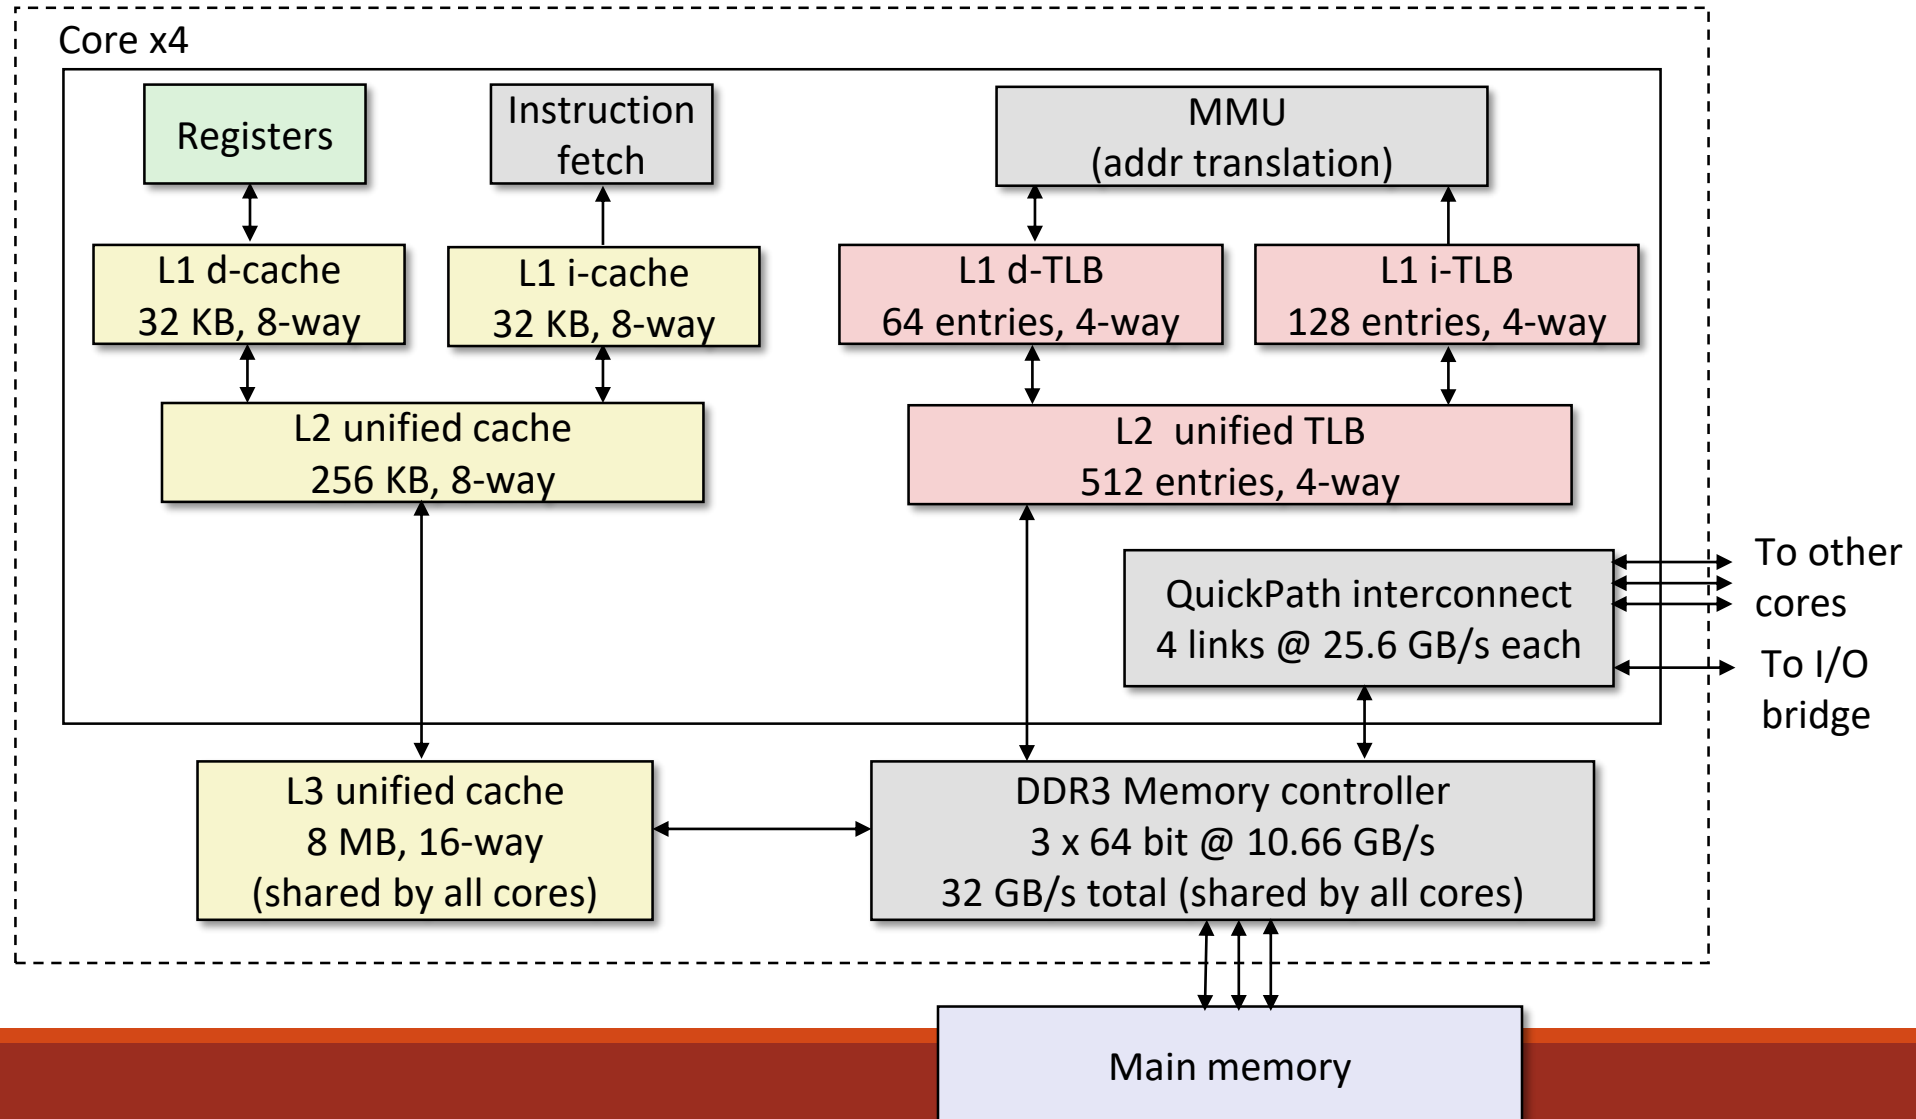 Core x4
Registers
Instruction
fetch
MMU
(addr translation)
L1 d-cache
32 KB, 8-way
L1 i-cache
32 KB, 8-way
L1 d-TLB
64 entries, 4-way
L1 i-TLB
128 entries, 4-way
L2 unified cache
256 KB, 8-way
L2 unified TLB
512 entries, 4-way
QuickPath interconnect
4 links @ 25.6 GB/s each
To other
cores
To I/O
bridge
L3 unified cache
8 MB, 16-way
(shared by all cores)
DDR3 Memory controller
3 x 64 bit @ 10.66 GB/s
32 GB/s total (shared by all cores)
Main memory